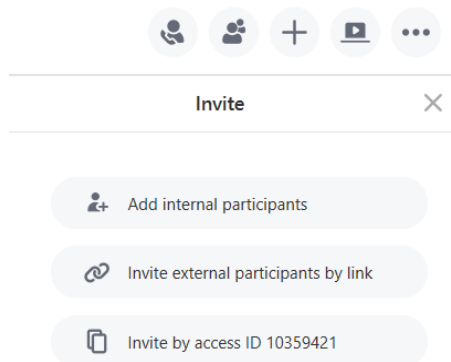 Invite
Add internal participants
Invite external participants by link
Invite by access ID 10359421